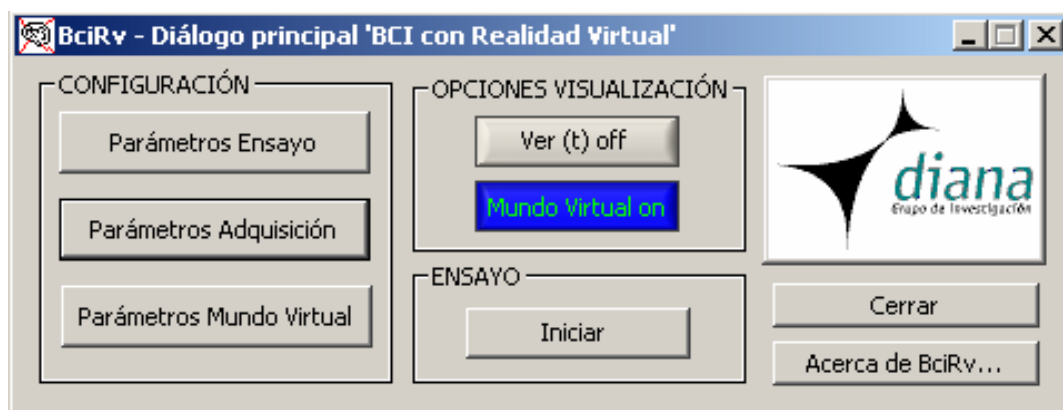 BciRv - Diálogo principal 'BCI con Realidad Virtual'
CONFIGURACIÓN
Parámetros Ensayo
Parámetros Adquisición
Parámetros Mundo Virtual
OPCIONES VISUALIZACIÓN
Ver (t) off
Mundo Virtual on
ENSAYO
Iniciar
diana
Grupo de Investigación
Cerrar
Acerca de BciRv...